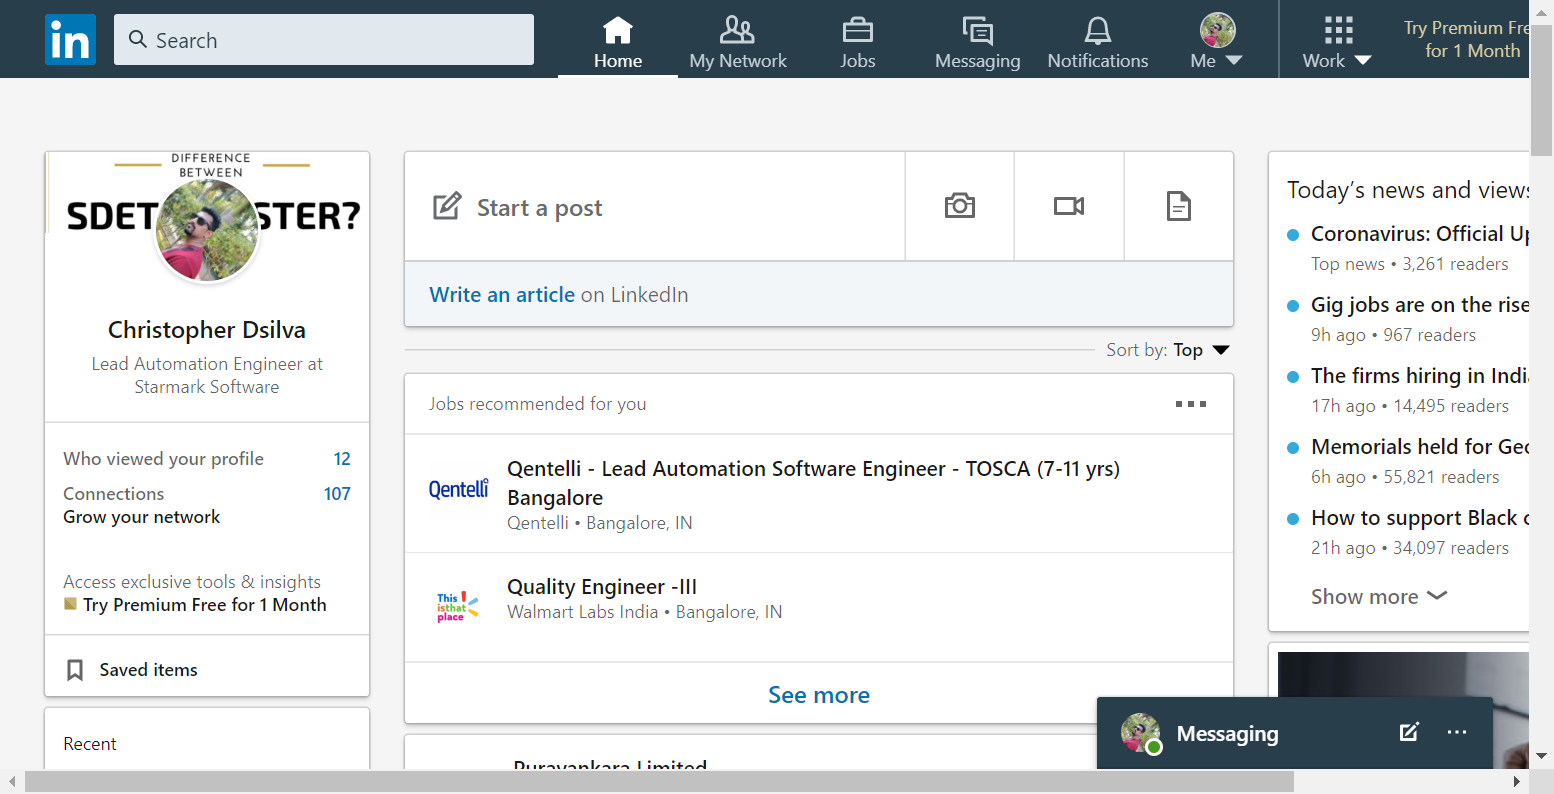 in
Search
Home
My Network
Jobs
Messaging
Notifications
Me
Work
Try Premium Fre
for 1 Month
DIFFERENCE
BETWEEN
SDET STER?
Christopher Dsilva
Lead Automation Engineer at
Starmark Software
Who viewed your profile 12
Connections 107
Grow your network
Access exclusive tools & insights
Try Premium Free for 1 Month
Saved items
Recent
Start a post
Write an article on LinkedIn
Sort by: Top
Jobs recommended for you
Qentelli
Qentelli - Lead Automation Software Engineer - TOSCA (7-11 yrs)
Bangalore
Qentelli • Bangalore, IN
This
isthat
place
Quality Engineer -III
Walmart Labs India • Bangalore, IN
See more
Puravankara Limited
Today's news and views
Coronavirus: Official Up
Top news • 3,261 readers
Gig jobs are on the rise
9h ago • 967 readers
The firms hiring in India
17h ago • 14,495 readers
Memorials held for Geo
6h ago • 55,821 readers
How to support Black c
21h ago • 34,097 readers
Show more
Messaging